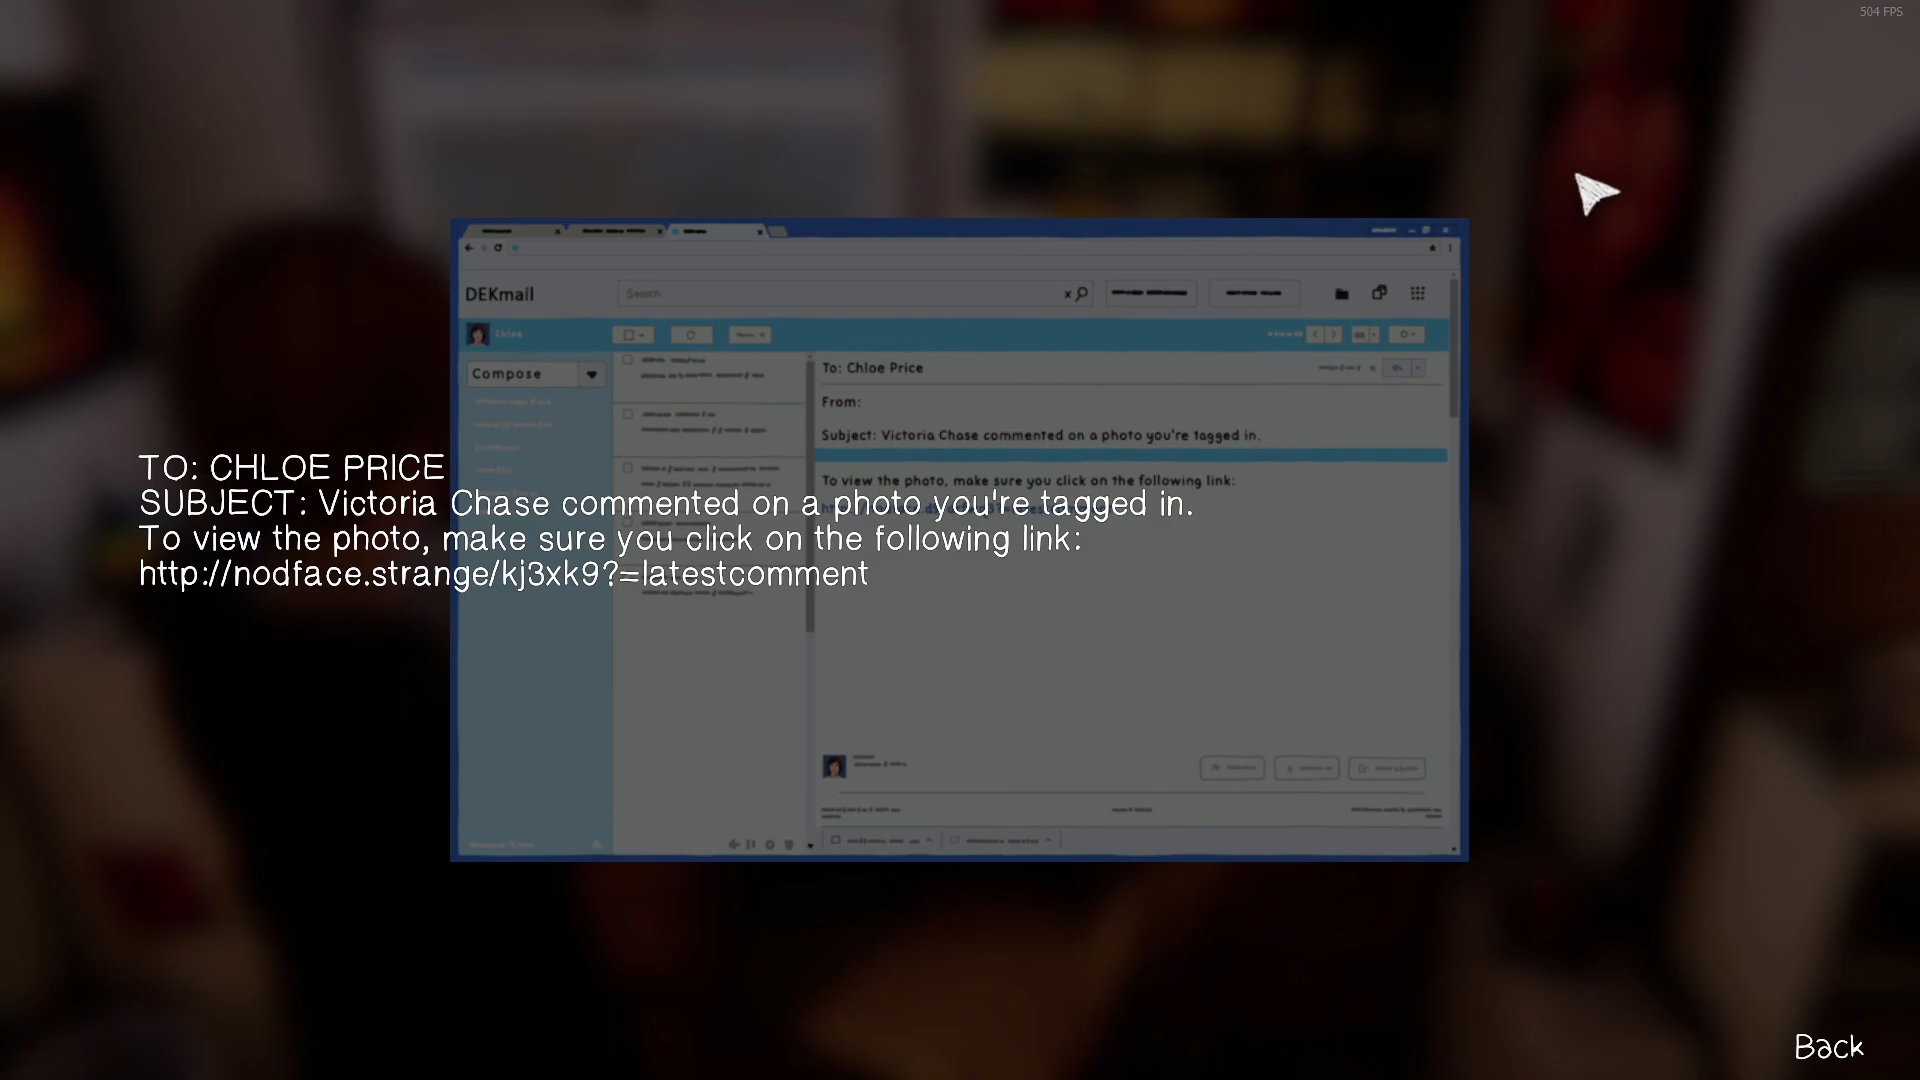 504 FPS
DEKmail
Search
Chloe
Compose
To: Chloe Price
From:
Subject: Victoria Chase commented on a photo you're tagged in.
To view the photo, make sure you click on the following link:
TO: CHLOE PRICE
SUBJECT: Victoria Chase commented on a photo you're tagged in.
To view the photo, make sure you click on the following link:
http://nodface.strange/kj3xk9?=latestcomment
Back